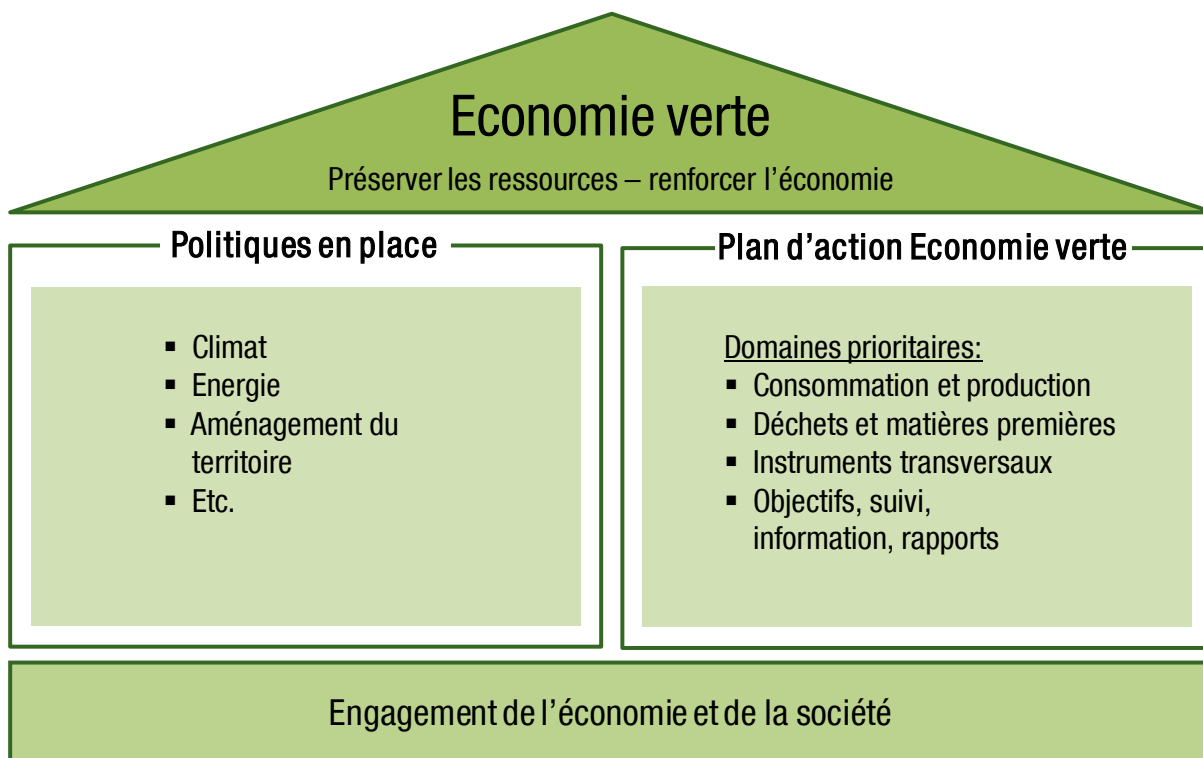 Economie verte
Préserver les ressources – renforcer l’économie
Politiques en place
▪ Climat
▪ Energie
▪ Aménagement du
territoire
▪ Etc.
Plan d’action Economie verte
Domaines prioritaires:
▪ Consommation et production
▪ Déchets et matières premières
▪ Instruments transversaux
▪ Objectifs, suivi,
information, rapports
Engagement de l’économie et de la société